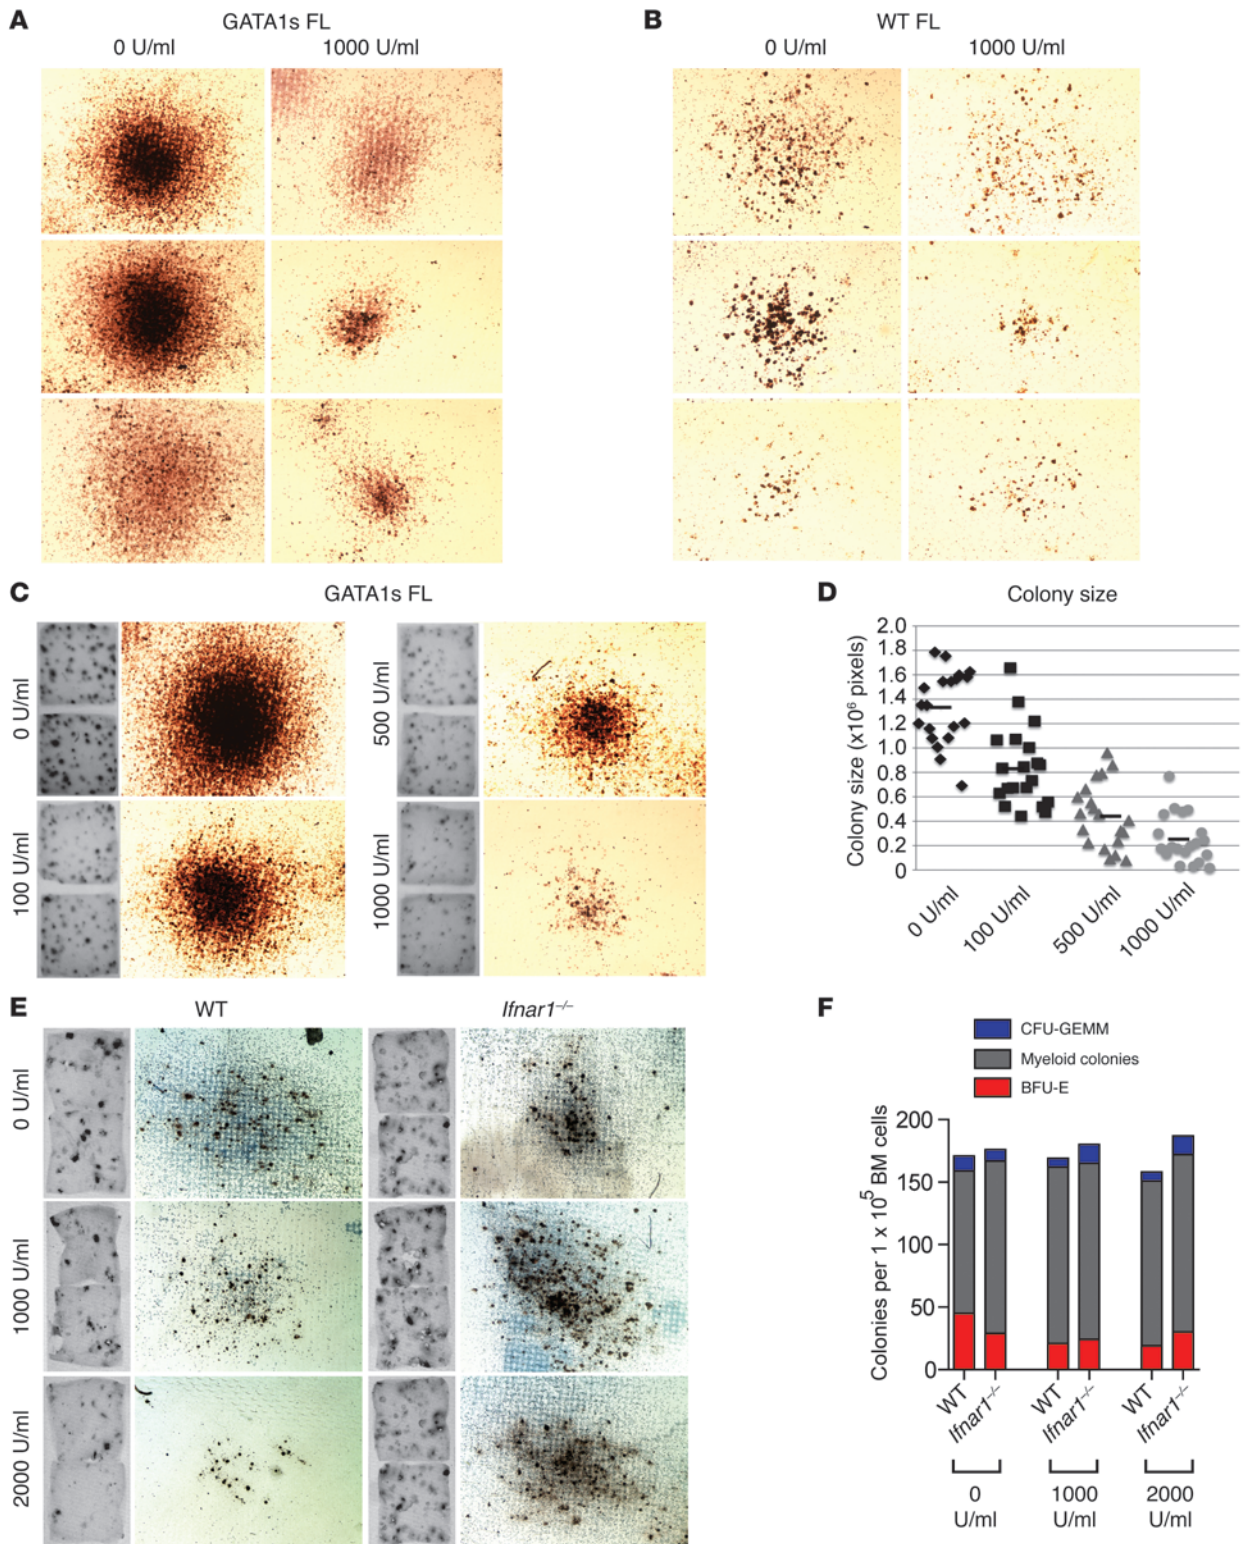 A
GATA1s FL
0 U/ml
1000 U/ml
B
WT FL
0 U/ml
1000 U/ml
C
GATA1s FL
0 U/ml
100 U/ml
500 U/ml
1000 U/ml
D
Colony size
Colony size (x10⁶ pixels)
2.0
1.8
1.6
1.4
1.2
1.0
0.8
0.6
0.4
0.2
0
0 U/ml
100 U/ml
500 U/ml
1000 U/ml
E
WT
Ifnar1⁻/⁻
0 U/ml
1000 U/ml
2000 U/ml
F
CFU-GEMM
Myeloid colonies
BFU-E
Colonies per 1 x 10⁵ BM cells
200
150
100
50
0
WT
Ifnar1⁻/⁻
WT
Ifnar1⁻/⁻
WT
Ifnar1⁻/⁻
0
U/ml
1000
U/ml
2000
U/ml